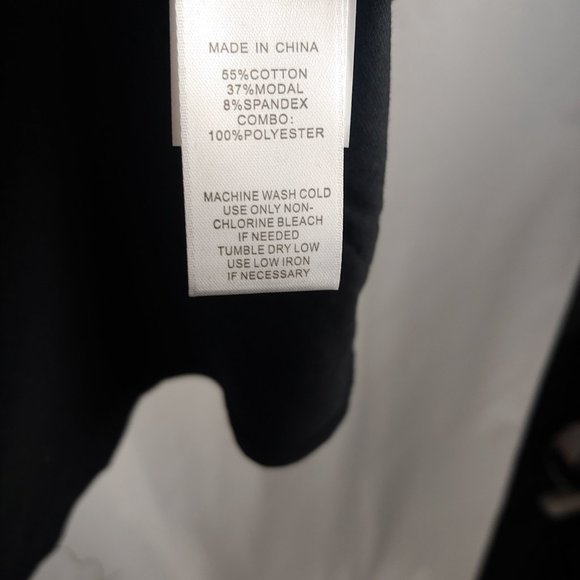 MADE IN CHINA
55%COTTON
37%MODAL
8%SPANDEX
COMBO:
100%POLYESTER
MACHINE WASH COLD
USE ONLY NON-
CHLORINE BLEACH
IF NEEDED
TUMBLE DRY LOW
USE LOW IRON
IF NECESSARY